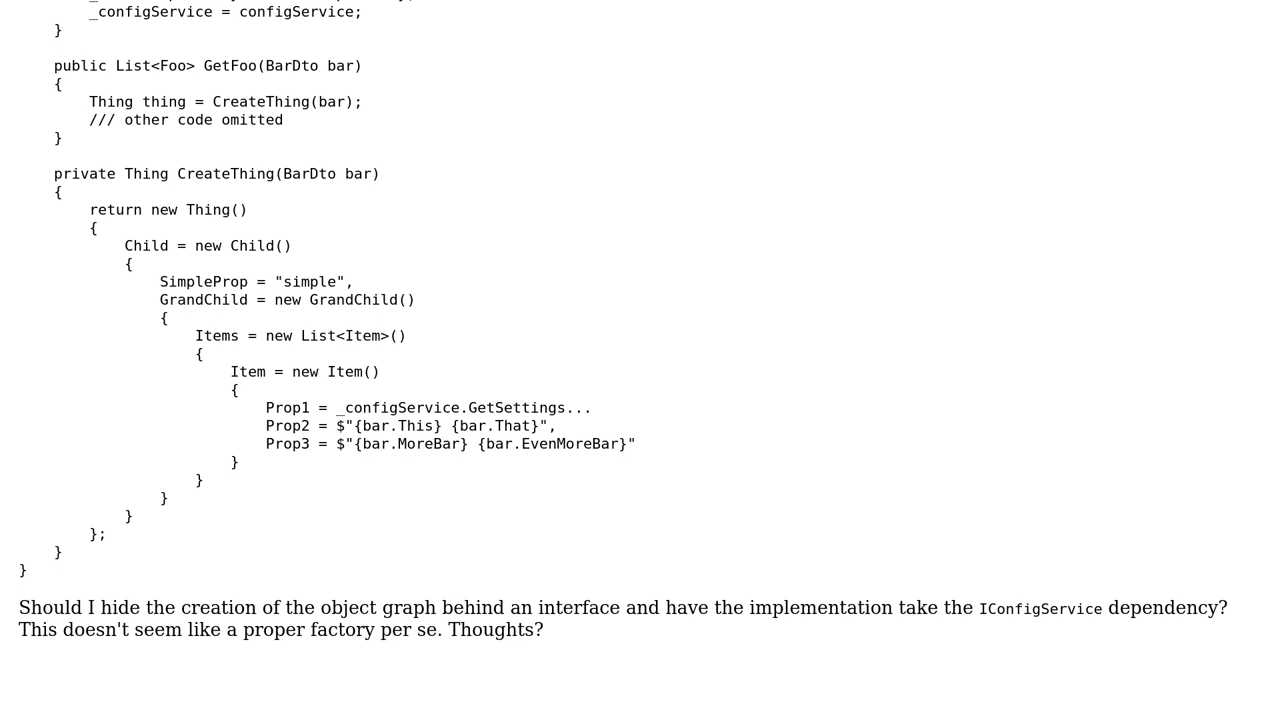 _configService = configService;
}
public List<Foo> GetFoo(BarDto bar)
{
Thing thing = CreateThing(bar);
/// other code omitted
}
private Thing CreateThing(BarDto bar)
{
return new Thing()
{
Child = new Child()
{
SimpleProp = "simple",
GrandChild = new GrandChild()
{
Items = new List<Item>()
{
Item = new Item()
{
Prop1 = _configService.GetSettings...
Prop2 = $"{bar.This} {bar.That}",
Prop3 = $"{bar.MoreBar} {bar.EvenMoreBar}"
}
}
}
}
};
}
}
Should I hide the creation of the object graph behind an interface and have the implementation take the IConfigService dependency?
This doesn't seem like a proper factory per se. Thoughts?